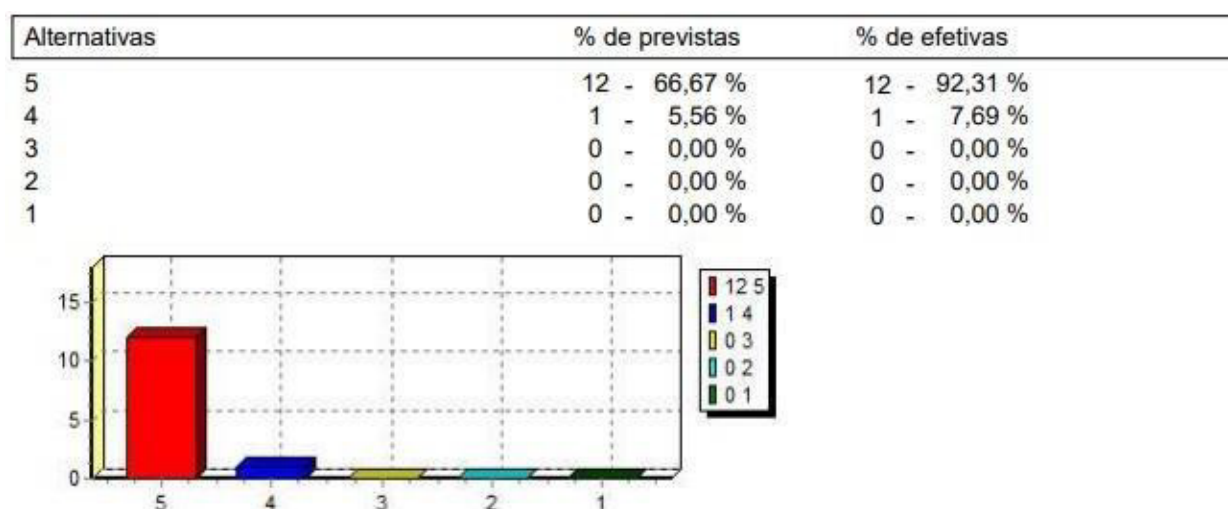 Alternativas % de previstas % de efetivas
5 12 - 66,67 % 12 - 92,31 %
4 1 - 5,56 % 1 - 7,69 %
3 0 - 0,00 % 0 - 0,00 %
2 0 - 0,00 % 0 - 0,00 %
1 0 - 0,00 % 0 - 0,00 %
15
10
5
0
5 4 3 2 1
12 5
1 4
0 3
0 2
0 1